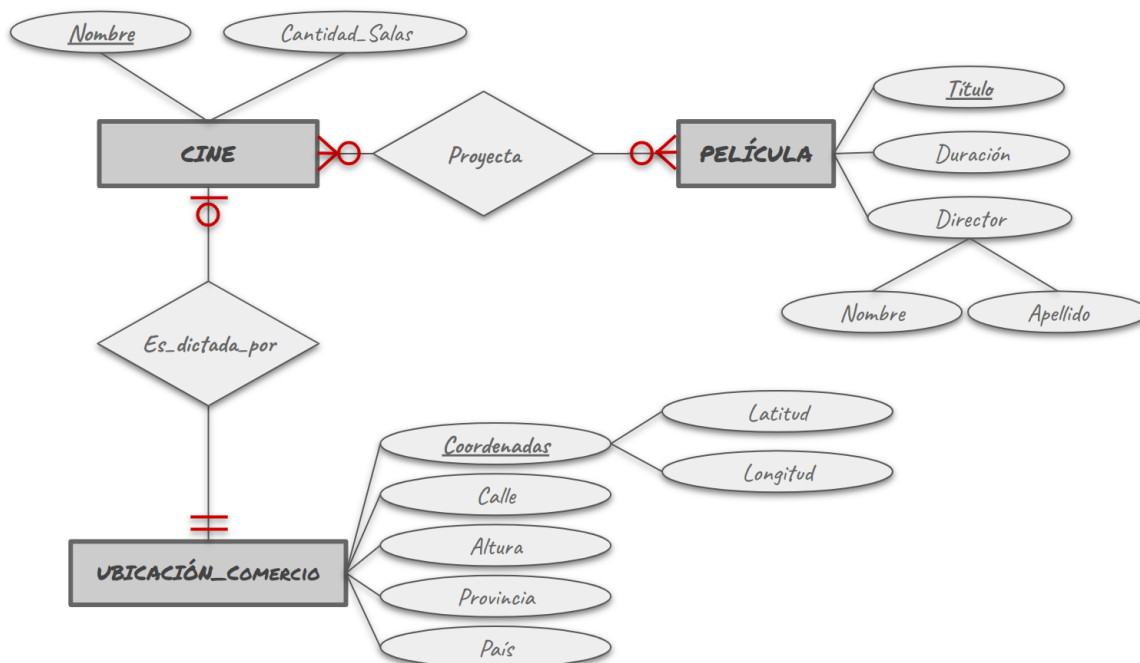 Nombre
Cantidad_Salas
Título
CINE
Proyecta
PELÍCULA
Duración
Director
Nombre
Apellido
Es_dictada_por
Latitud
Coordenadas
Longitud
Calle
Altura
UBICACIÓN_COMERCIO
Provincia
País